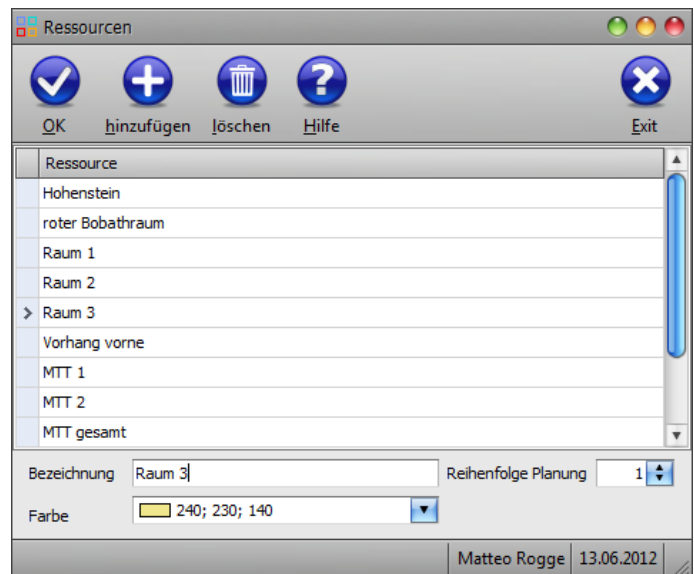 Ressourcen
OK hinzufügen löschen Hilfe Exit
Ressource
Hohenstein
roter Bobathraum
Raum 1
Raum 2
Raum 3
Vorhang vorne
MTT 1
MTT 2
MTT gesamt
Bezeichnung Raum 3 Reihenfolge Planung 1
Farbe 240; 230; 140
Matteo Rogge 13.06.2012